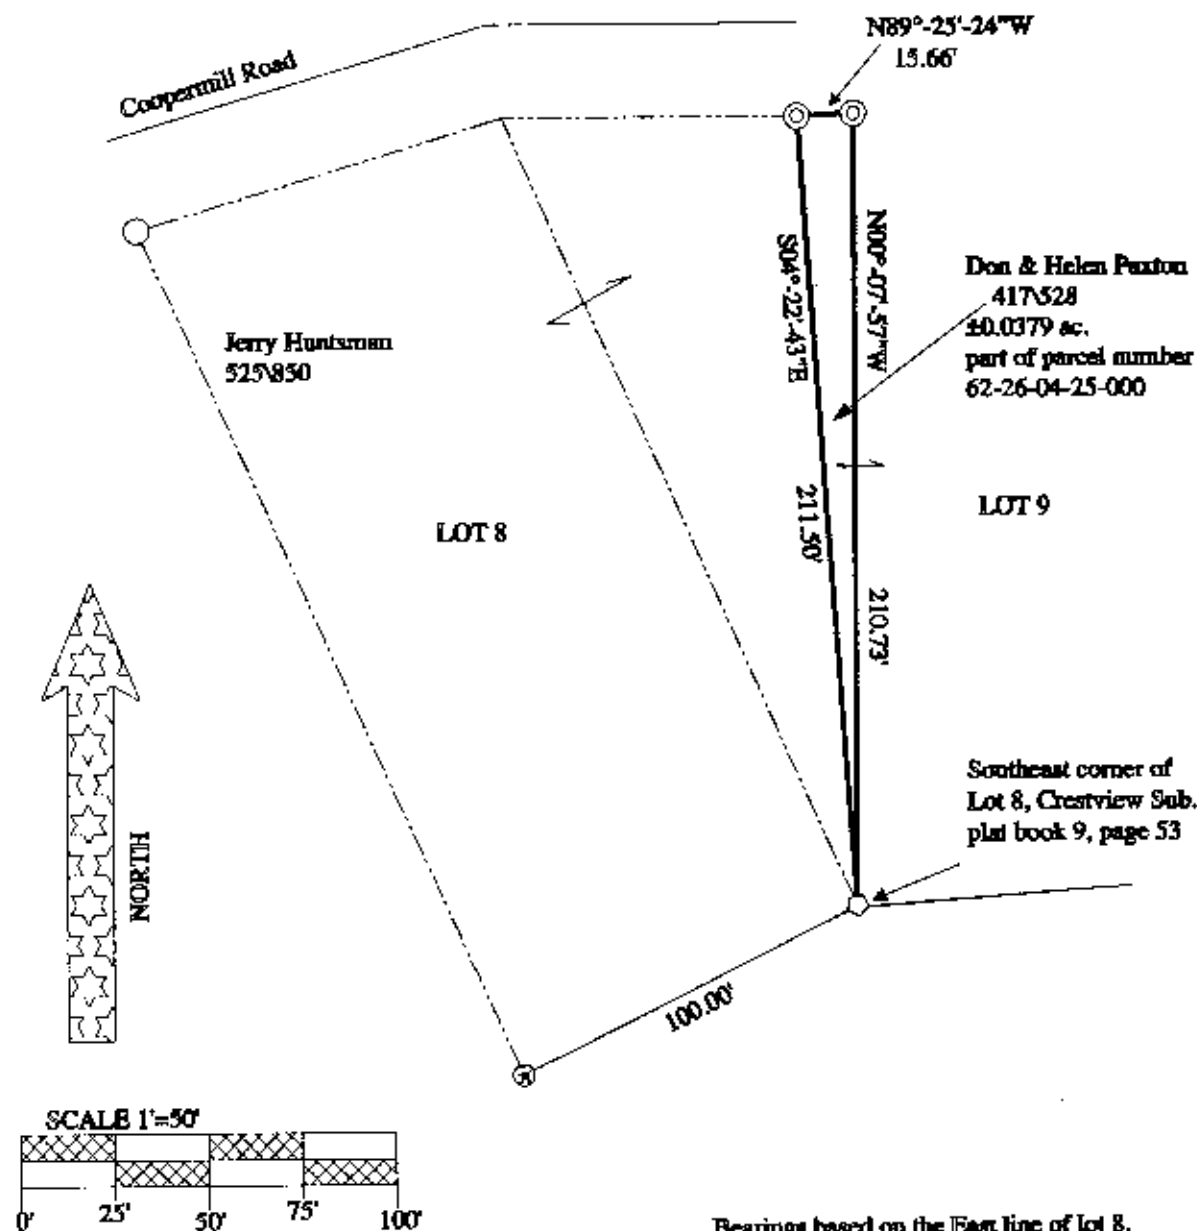 N89°-25'-24"W
15.66'
Coopermill Road
S04°-22'-43"E
N00°-07'-57"W
Don & Helen Paxton
417\528
±0.0379 ac.
part of parcel number
62-26-04-25-000
Jerry Huntsman
525\850
211.50'
LOT 8
LOT 9
210.73'
Southeast corner of
Lot 8, Crestview Sub.
plat book 9, page 53
NORTH
100.00'
SCALE 1'=50'
0' 25' 50' 75' 100'
Bearings based on the East line of lot 8.